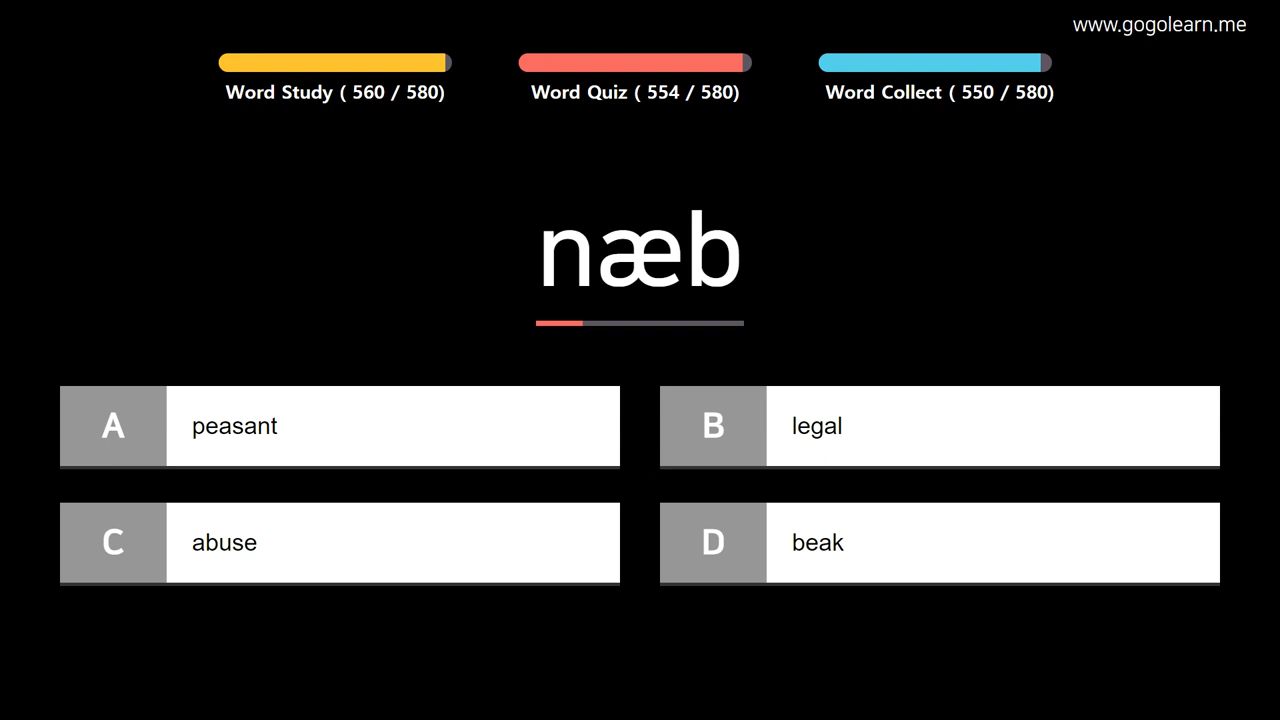 www.gogolearn.me
Word Study ( 560 / 580)
Word Quiz ( 554 / 580)
Word Collect ( 550 / 580)
næb
A peasant
B legal
C abuse
D beak